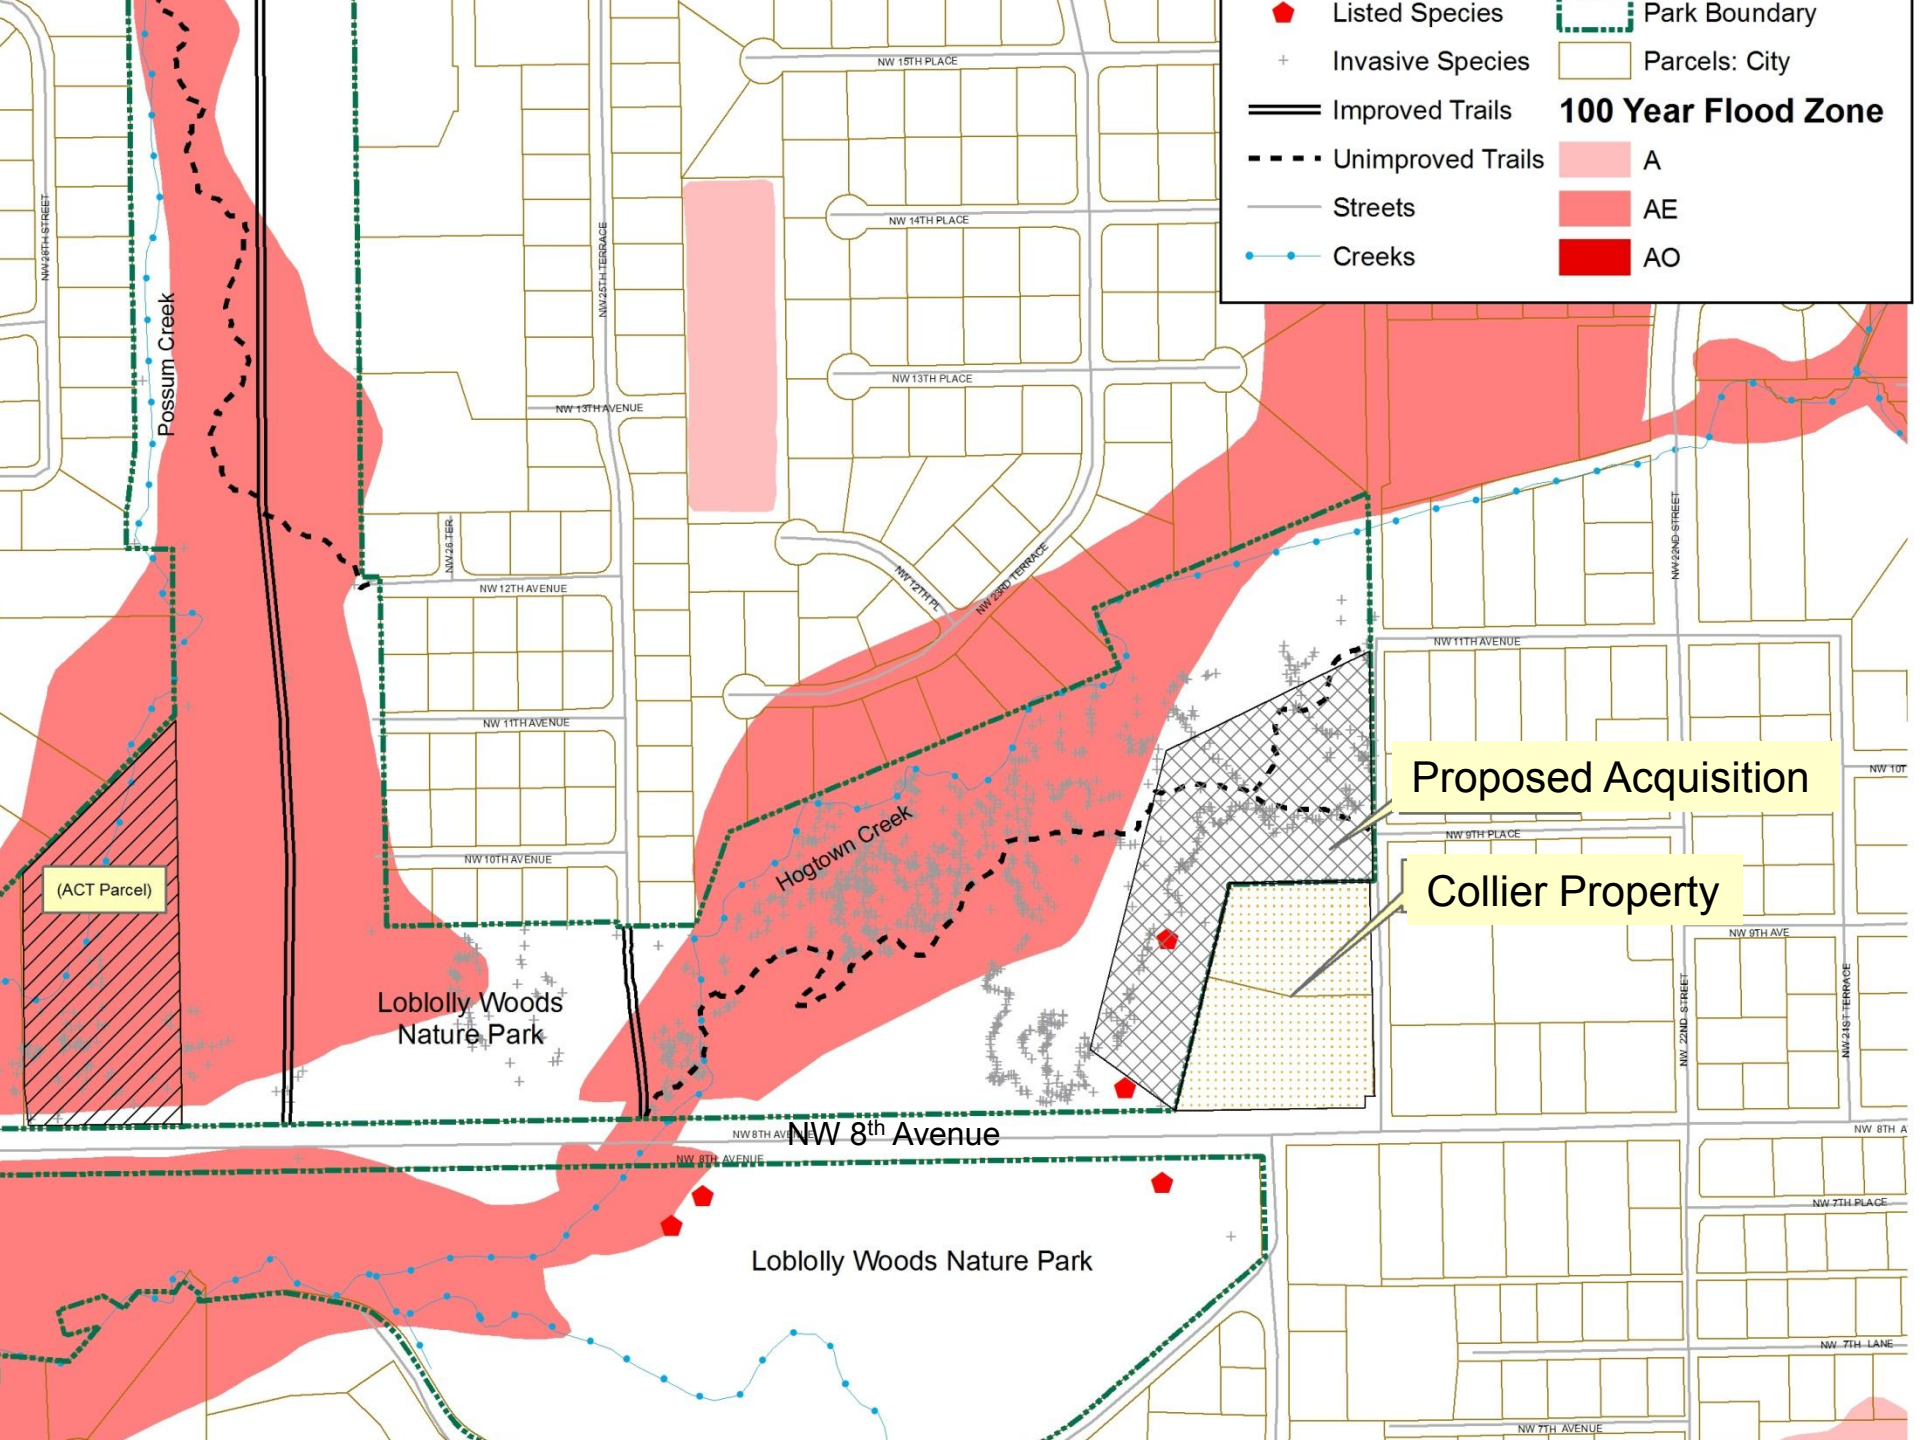 Listed Species
Park Boundary
Invasive Species
Parcels: City
Improved Trails
100 Year Flood Zone
Unimproved Trails
A
Streets
AE
Creeks
AO
NW 15TH PLACE
NW 28TH STREET
NW 14TH PLACE
NW 25TH TERRACE
Possum Creek
NW 13TH PLACE
NW 13TH AVENUE
NW 26 TER
NW 12TH AVENUE
NW 12TH PL
NW 23RD TERRACE
NW 22ND STREET
NW 11TH AVENUE
NW 11TH AVENUE
Proposed Acquisition
NW 10T
NW 9TH PLACE
Hogtown Creek
NW 10TH AVENUE
(ACT Parcel)
Collier Property
NW 9TH AVE
Loblolly Woods
Nature Park
NW 22ND STREET
NW 21ST TERRACE
NW 8TH AVENUE
NW 8th Avenue
NW 8TH A
NW 8TH AVENUE
NW 7TH PLACE
Loblolly Woods Nature Park
NW 7TH LANE
NW 7TH AVENUE